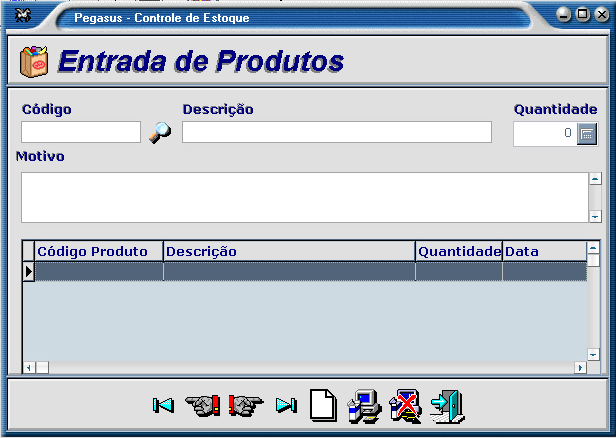 Pegasus - Controle de Estoque
Entrada de Produtos
Código Descrição Quantidade
0
Motivo
Código Produto Descrição Quantidade Data